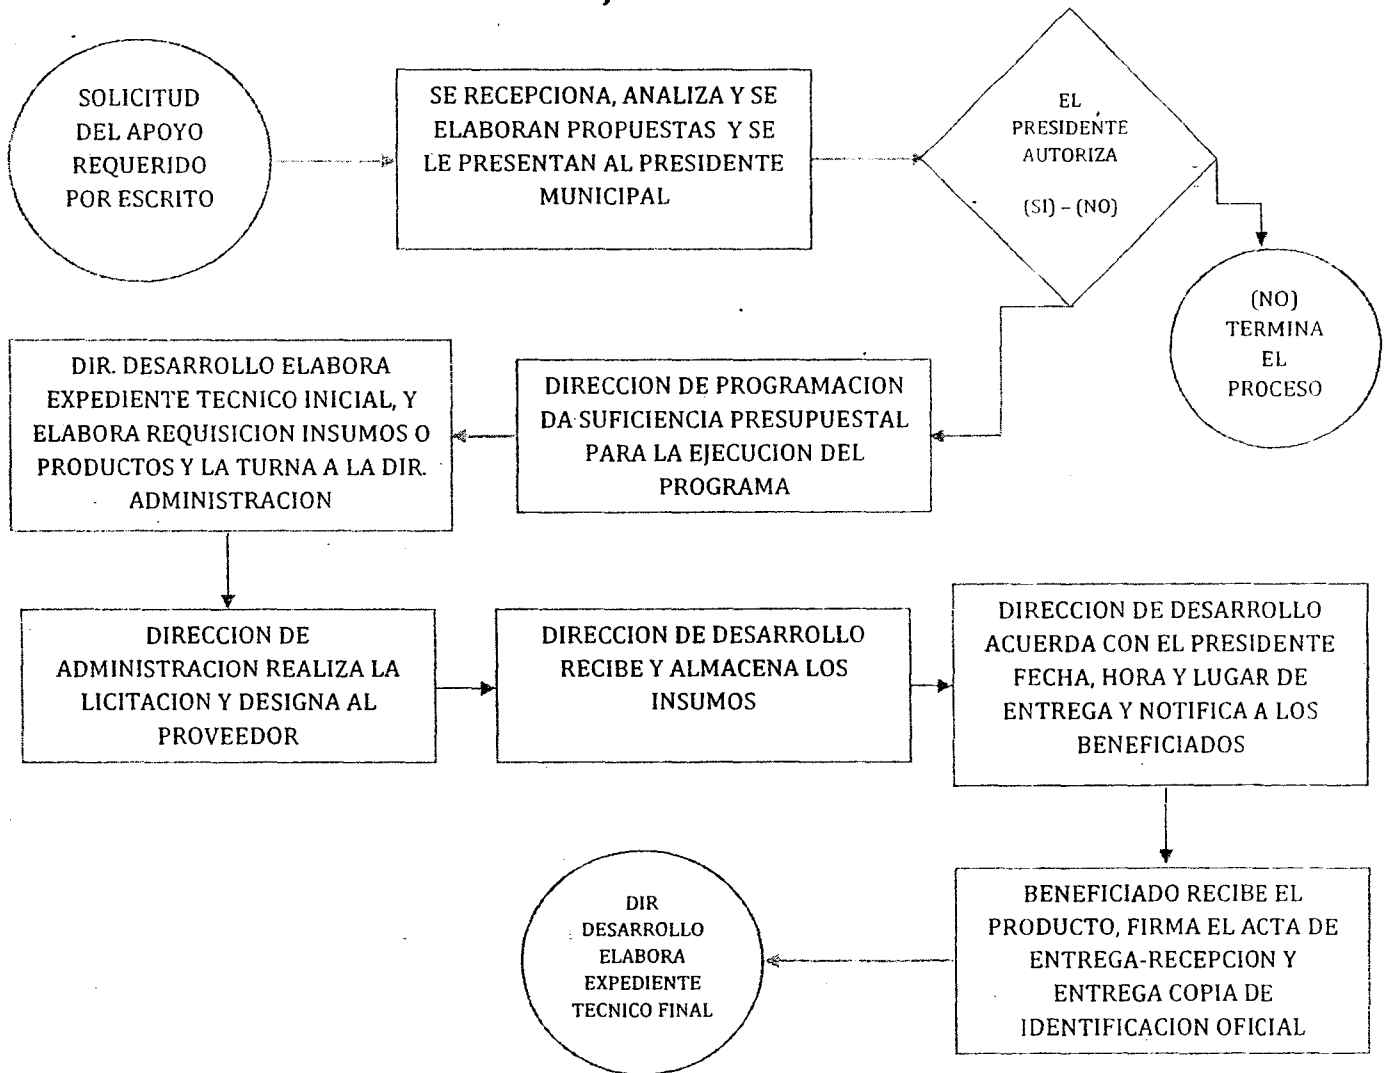 SOLICITUD
DEL APOYO
REQUERIDO
POR ESCRITO
SE RECEPCIONA, ANALIZA Y SE
ELABORAN PROPUESTAS Y SE
LE PRESENTAN AL PRESIDENTE
MUNICIPAL
EL
PRESIDENTE
AUTORIZA
(SI) – (NO)
(NO)
TERMINA
EL
PROCESO
DIRECCION DE PROGRAMACION
DA SUFICIENCIA PRESUPUESTAL
PARA LA EJECUCION DEL
PROGRAMA
DIR. DESARROLLO ELABORA
EXPEDIENTE TECNICO INICIAL, Y
ELABORA REQUISICION INSUMOS O
PRODUCTOS Y LA TURNA A LA DIR.
ADMINISTRACION
DIRECCION DE
ADMINISTRACION REALIZA LA
LICITACION Y DESIGNA AL
PROVEEDOR
DIRECCION DE DESARROLLO
RECIBE Y ALMACENA LOS
INSUMOS
DIRECCION DE DESARROLLO
ACUERDA CON EL PRESIDENTE
FECHA, HORA Y LUGAR DE
ENTREGA Y NOTIFICA A LOS
BENEFICIADOS
BENEFICIADO RECIBE EL
PRODUCTO, FIRMA EL ACTA DE
ENTREGA-RECEPCION Y
ENTREGA COPIA DE
IDENTIFICACION OFICIAL
DIR
DESARROLLO
ELABORA
EXPEDIENTE
TECNICO FINAL